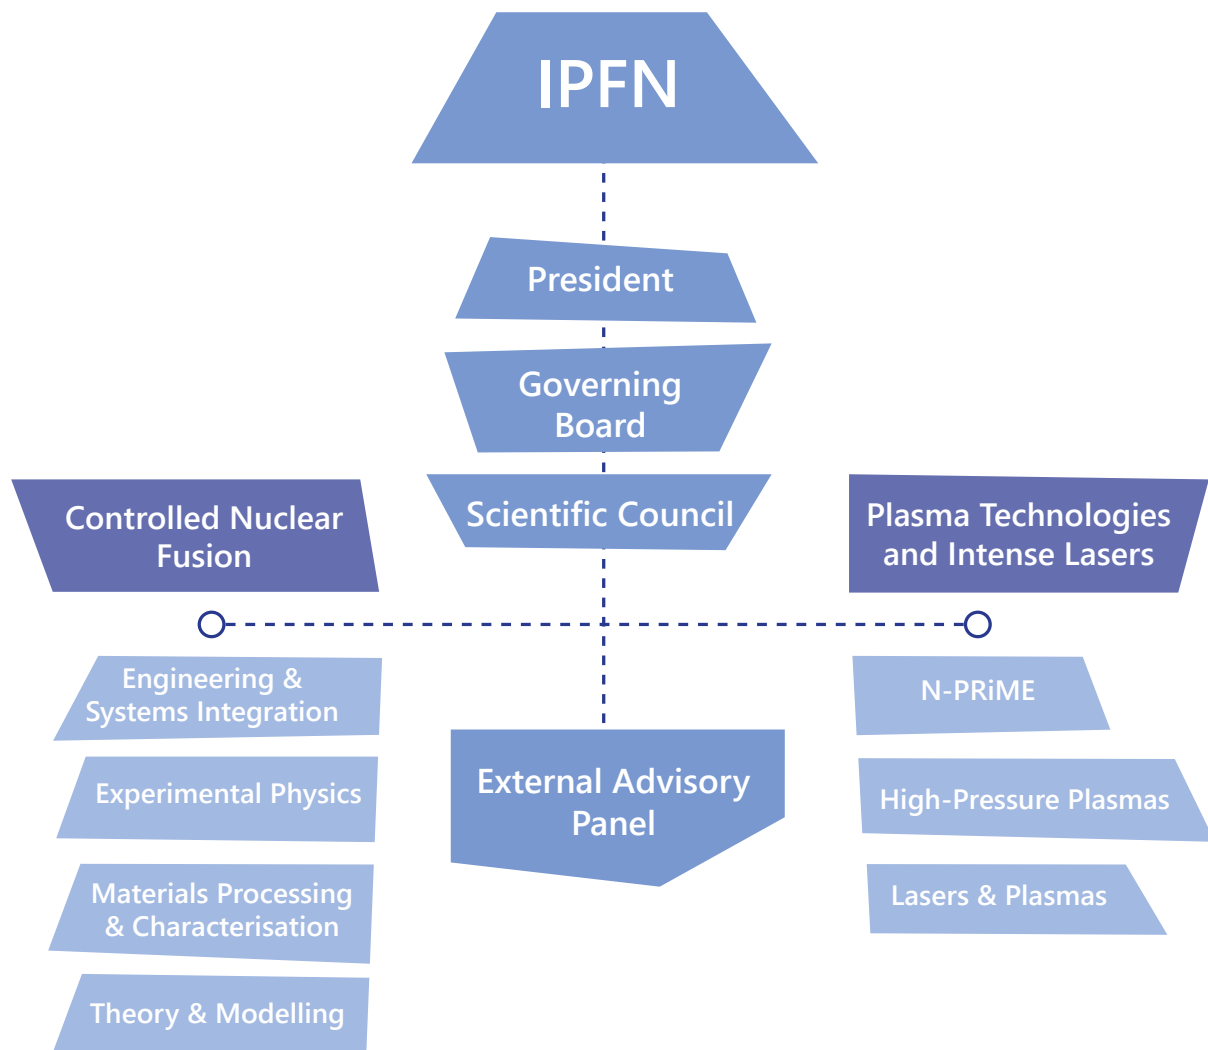 IPFN
President
Governing
Board
Scientific Council
Controlled Nuclear
Fusion
Plasma Technologies
and Intense Lasers
Engineering &
Systems Integration
Experimental Physics
Materials Processing
& Characterisation
Theory & Modelling
External Advisory
Panel
N-PRiME
High-Pressure Plasmas
Lasers & Plasmas